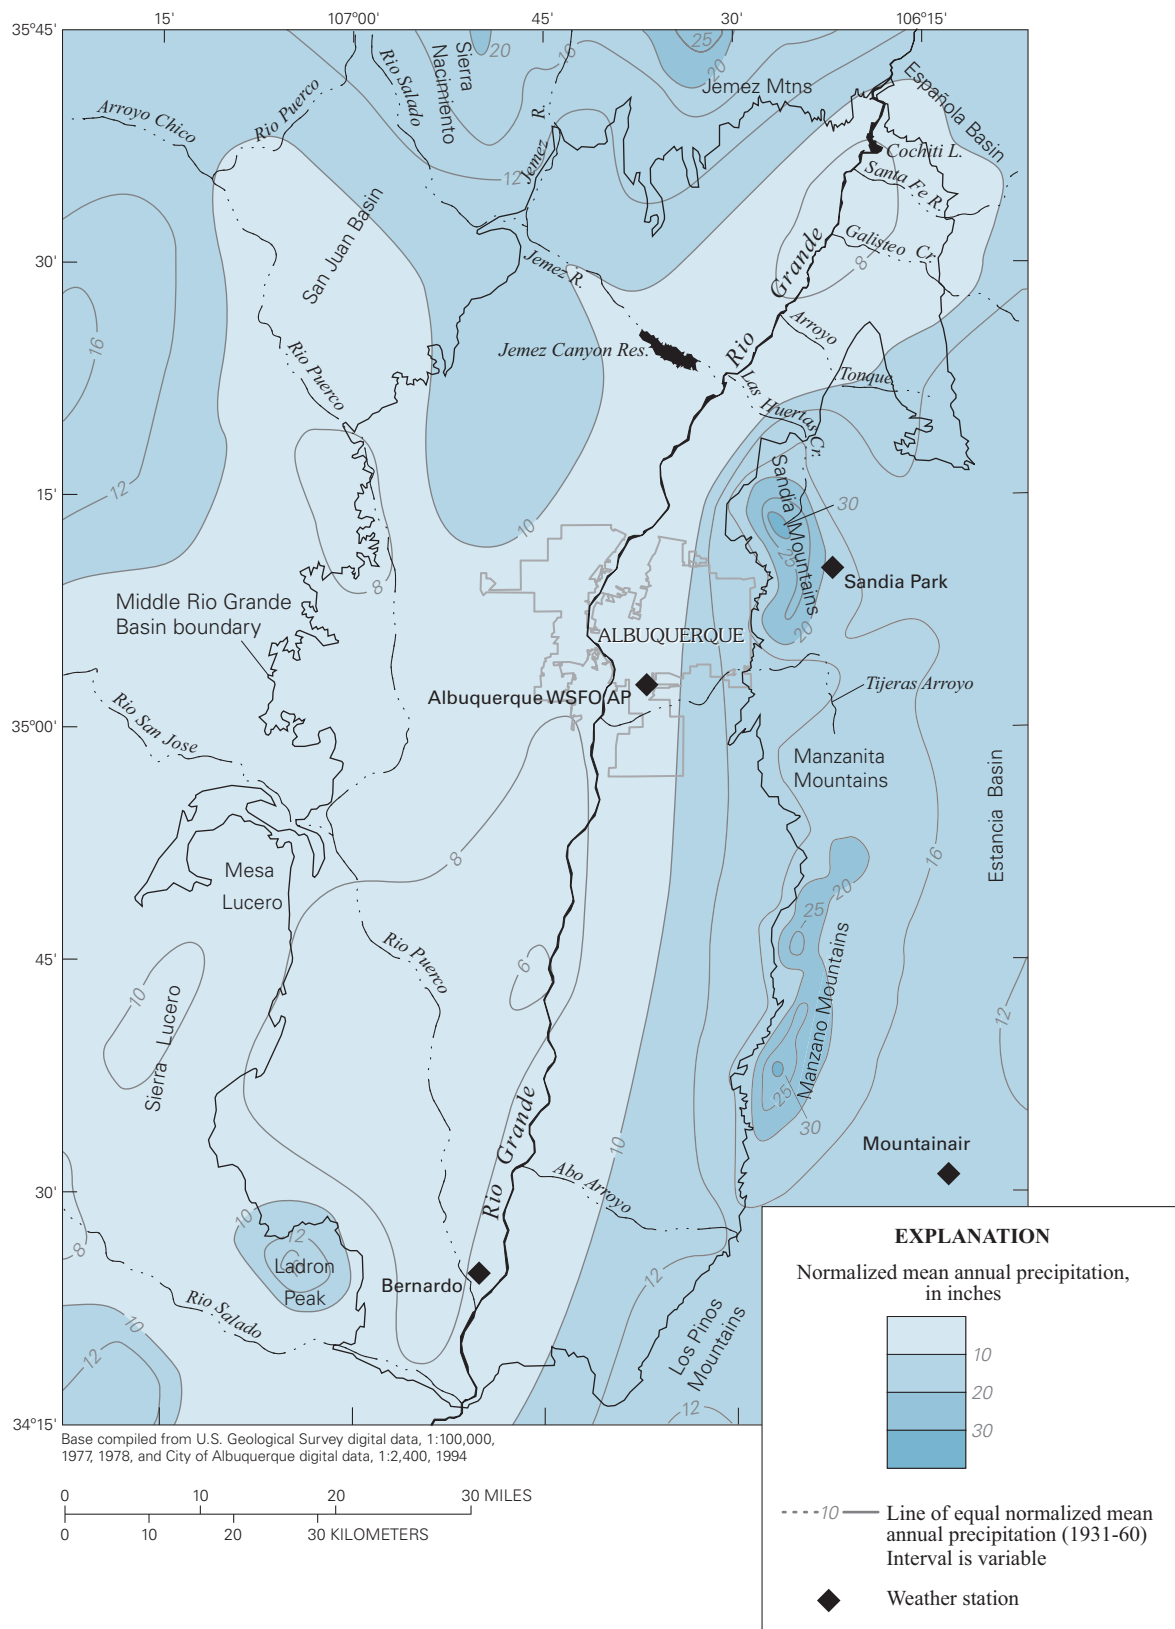 15'
107°00'
45'
30'
106°15'
35°45'
20
16
25
20
Sierra
Nacimiento
Rio Salado
Jemez R.
Jemez Mtns
Española Basin
Arroyo Chico
Rio Puerco
Cochiti L.
Santa Fe R.
12
San Juan Basin
Galisteo Cr.
8
30'
Jemez R.
Rio Grande
16
Arroyo
Tonque
Jemez Canyon Res.
Rio Puerco
Las Huertas Cr.
15'
12
10
30
25
Sandia Mountains
8
Sandia Park
20
Middle Rio Grande
Basin boundary
ALBUQUERQUE
Albuquerque WSFO AP
Tijeras Arroyo
Rio San Jose
35°00'
Manzanita
Mountains
Estancia Basin
8
16
Mesa
Lucero
20
25
Rio Puerco
45'
6
10
Sierra Lucero
Manzano Mountains
12
25
30
Rio Grande
10
Mountainair
Abo Arroyo
30'
10
12
8
Ladron
Peak
Bernardo
12
Rio Salado
10
12
Los Pinos
Mountains
12
34°15'
Base compiled from U.S. Geological Survey digital data, 1:100,000,
1977, 1978, and City of Albuquerque digital data, 1:2,400, 1994
0 10 20 30 MILES
0 10 20 30 KILOMETERS
EXPLANATION
Normalized mean annual precipitation,
in inches
10
20
30
10 Line of equal normalized mean
annual precipitation (1931-60)
Interval is variable
Weather station